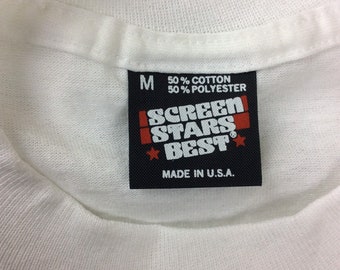 M 50% COTTON
50% POLYESTER
SCREEN
STARS
BEST
MADE IN U.S.A.